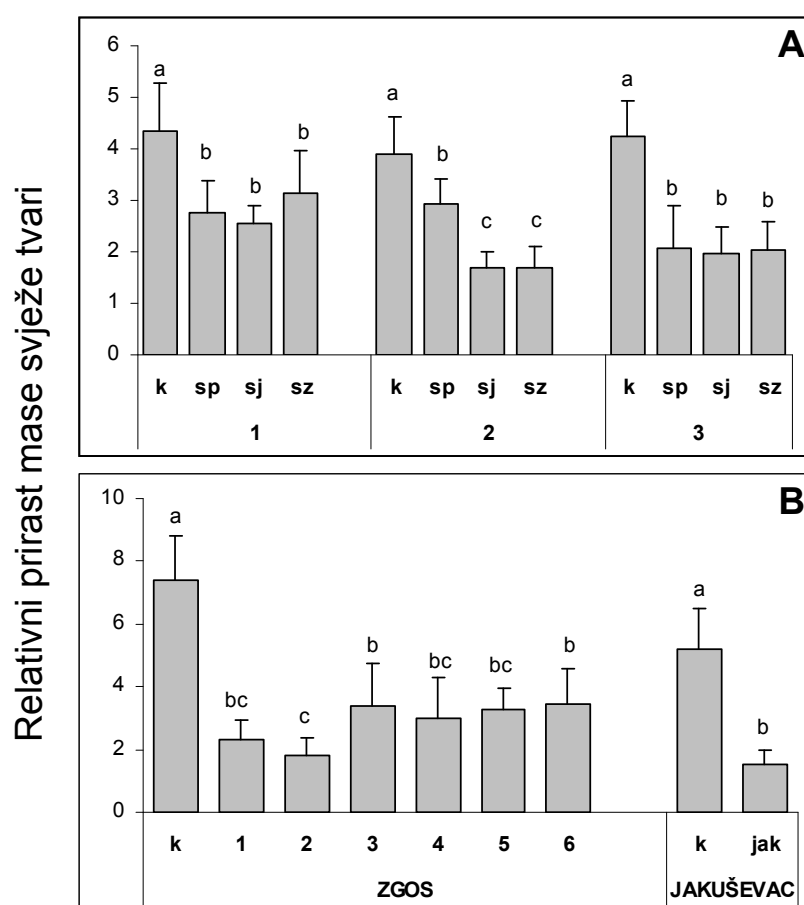 Relativni prirast mase svježe tvari
A
6
5
4
3
2
1
0
a
b
b
b
a
b
c
c
a
b
b
b
k sp sj sz k sp sj sz k sp sj sz
1 2 3
B
10
8
6
4
2
0
a
bc
c
b
bc
bc
b
a
b
k 1 2 3 4 5 6 k jak
ZGOS JAKUŠEVAC